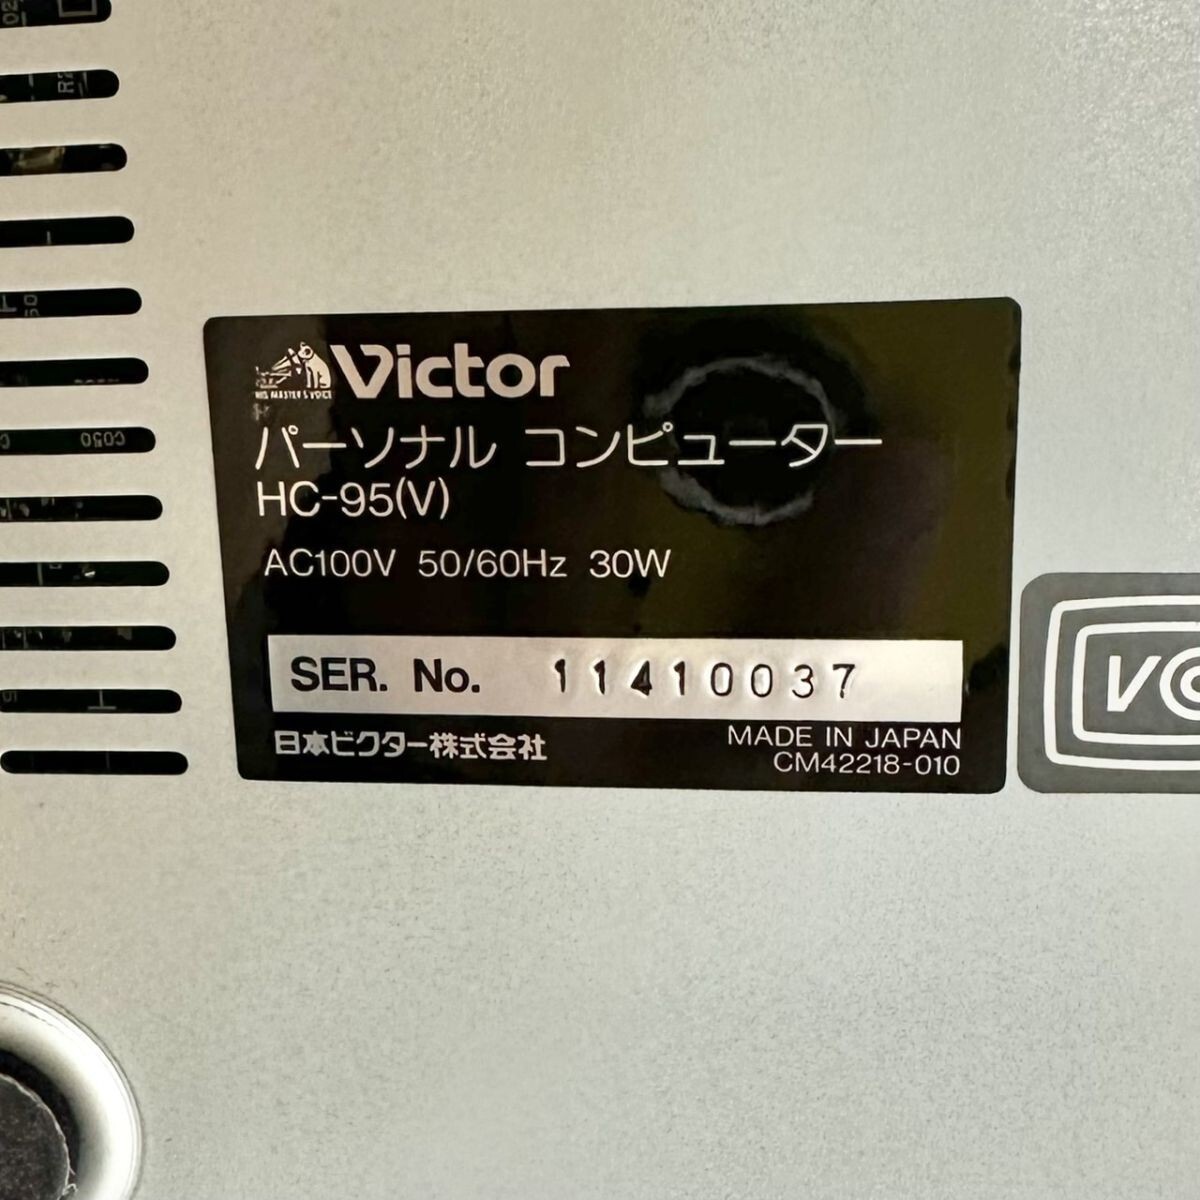 HIS MASTER'S VOICE
Victor
パーソナル コンピューター
HC-95(V)
AC100V 50/60Hz 30W
SER. No. 11410037
日本ビクター株式会社
MADE IN JAPAN
CM42218-010
C050